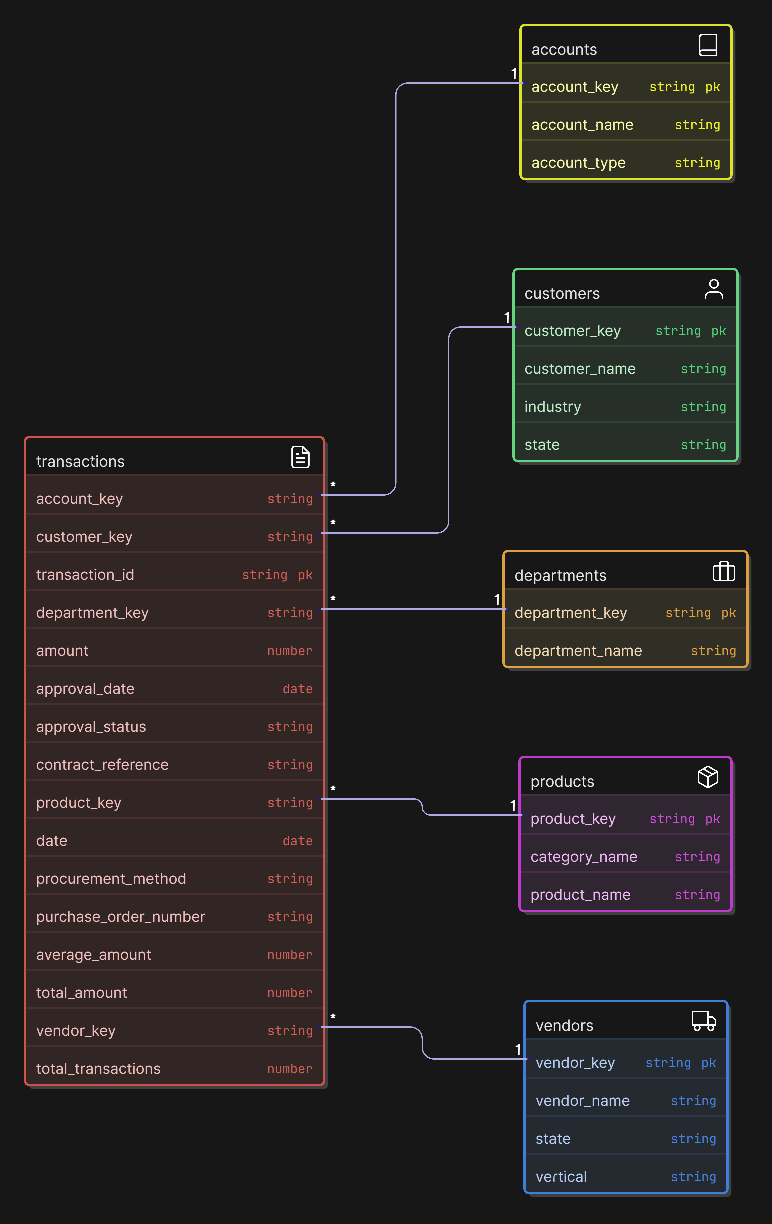 accounts
1
account_key string pk
account_name string
account_type string
customers
1
customer_key string pk
customer_name string
industry string
state string
transactions
account_key string *
customer_key string *
transaction_id string pk
department_key string *
amount number
approval_date date
approval_status string
contract_reference string
product_key string *
date date
procurement_method string
purchase_order_number string
average_amount number
total_amount number
vendor_key string *
total_transactions number
departments
1
department_key string pk
department_name string
products
1
product_key string pk
category_name string
product_name string
vendors
1
vendor_key string pk
vendor_name string
state string
vertical string